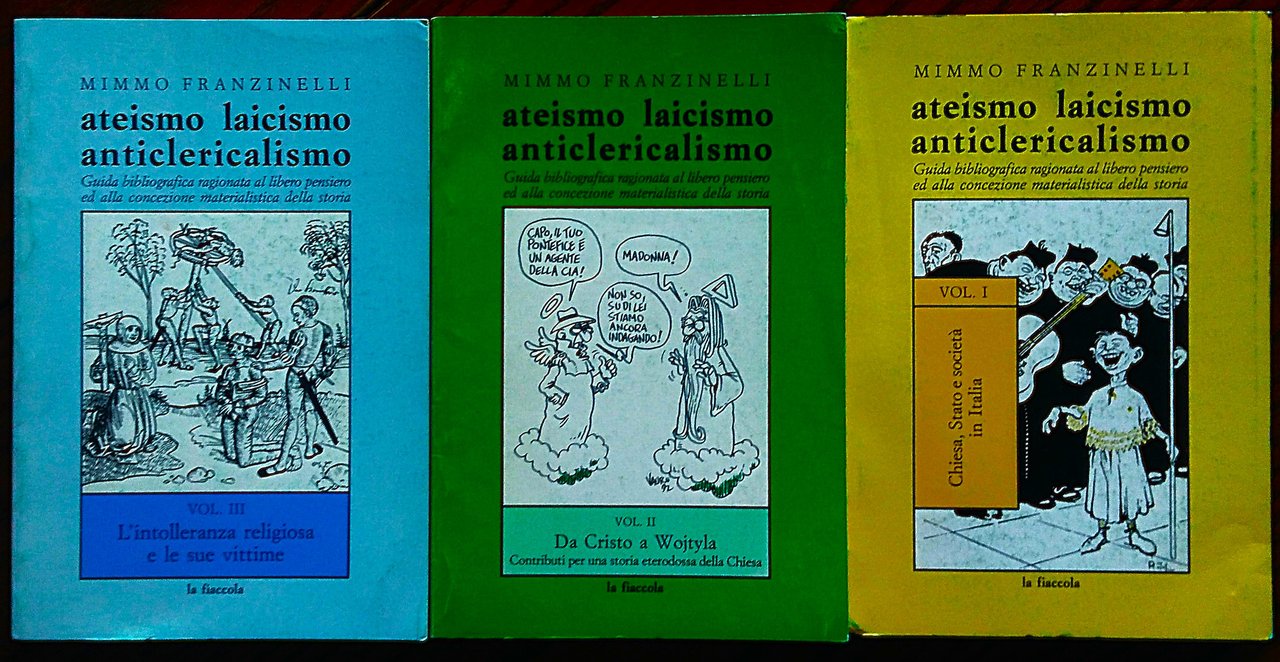 MIMMO FRANZINELLI
ateismo laicismo
anticlericalismo
Guida bibliografica ragionata al libero pensiero
ed alla concezione materialistica della storia
VOL. III
L'intolleranza religiosa
e le sue vittime
la fiaccola
MIMMO FRANZINELLI
ateismo laicismo
anticlericalismo
Guida bibliografica ragionata al libero pensiero
ed alla concezione materialistica della storia
CAPO, IL TUO
PONTEFICE È
UN AGENTE
DELLA CIA!
MADONNA!
NON SO,
SU DI LEI
STIAMO
ANCORA
INDAGANDO!
VAURO
92
VOL. II
Da Cristo a Wojtyla
Contributi per una storia eterodossa della Chiesa
la fiaccola
MIMMO FRANZINELLI
ateismo laicismo
anticlericalismo
Guida bibliografica ragionata al libero pensiero
ed alla concezione materialistica della storia
VOL. I
Chiesa, Stato e società
in Italia
la fiaccola